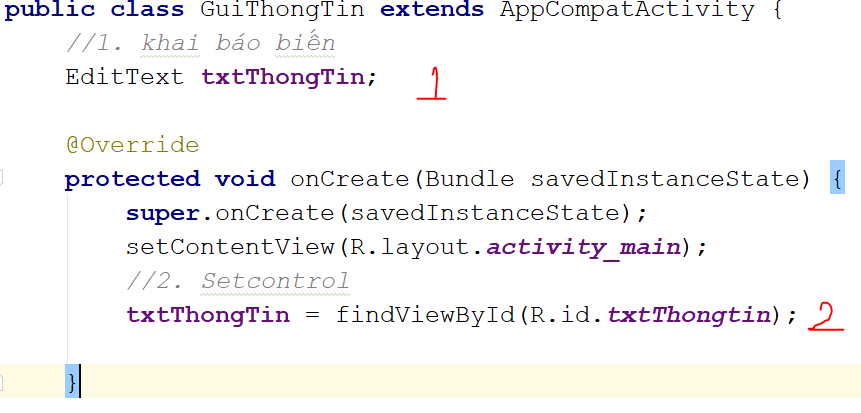 public class GuiThongTin extends AppCompatActivity {
//1. khai báo biến
EditText txtThongTin; 1
@Override
protected void onCreate(Bundle savedInstanceState) {
super.onCreate(savedInstanceState);
setContentView(R.layout.activity_main);
//2. Setcontrol
txtThongTin = findViewById(R.id.txtThongtin); 2
}